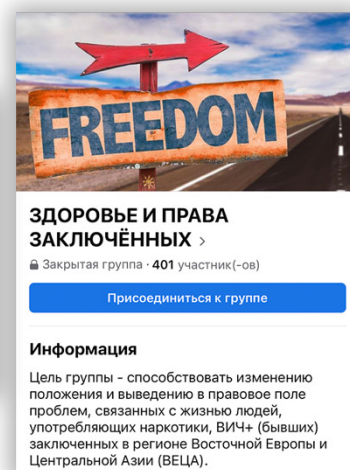 FREEDOM
ЗДОРОВЬЕ И ПРАВА
ЗАКЛЮЧЁННЫХ >
Закрытая группа · 401 участник(-ов)
Присоединиться к группе
Информация
Цель группы - способствовать изменению
положения и выведению в правовое поле
проблем, связанных с жизнью людей,
употребляющих наркотики, ВИЧ+ (бывших)
заключенных в регионе Восточной Европы и
Центральной Азии (ВЕЦА).